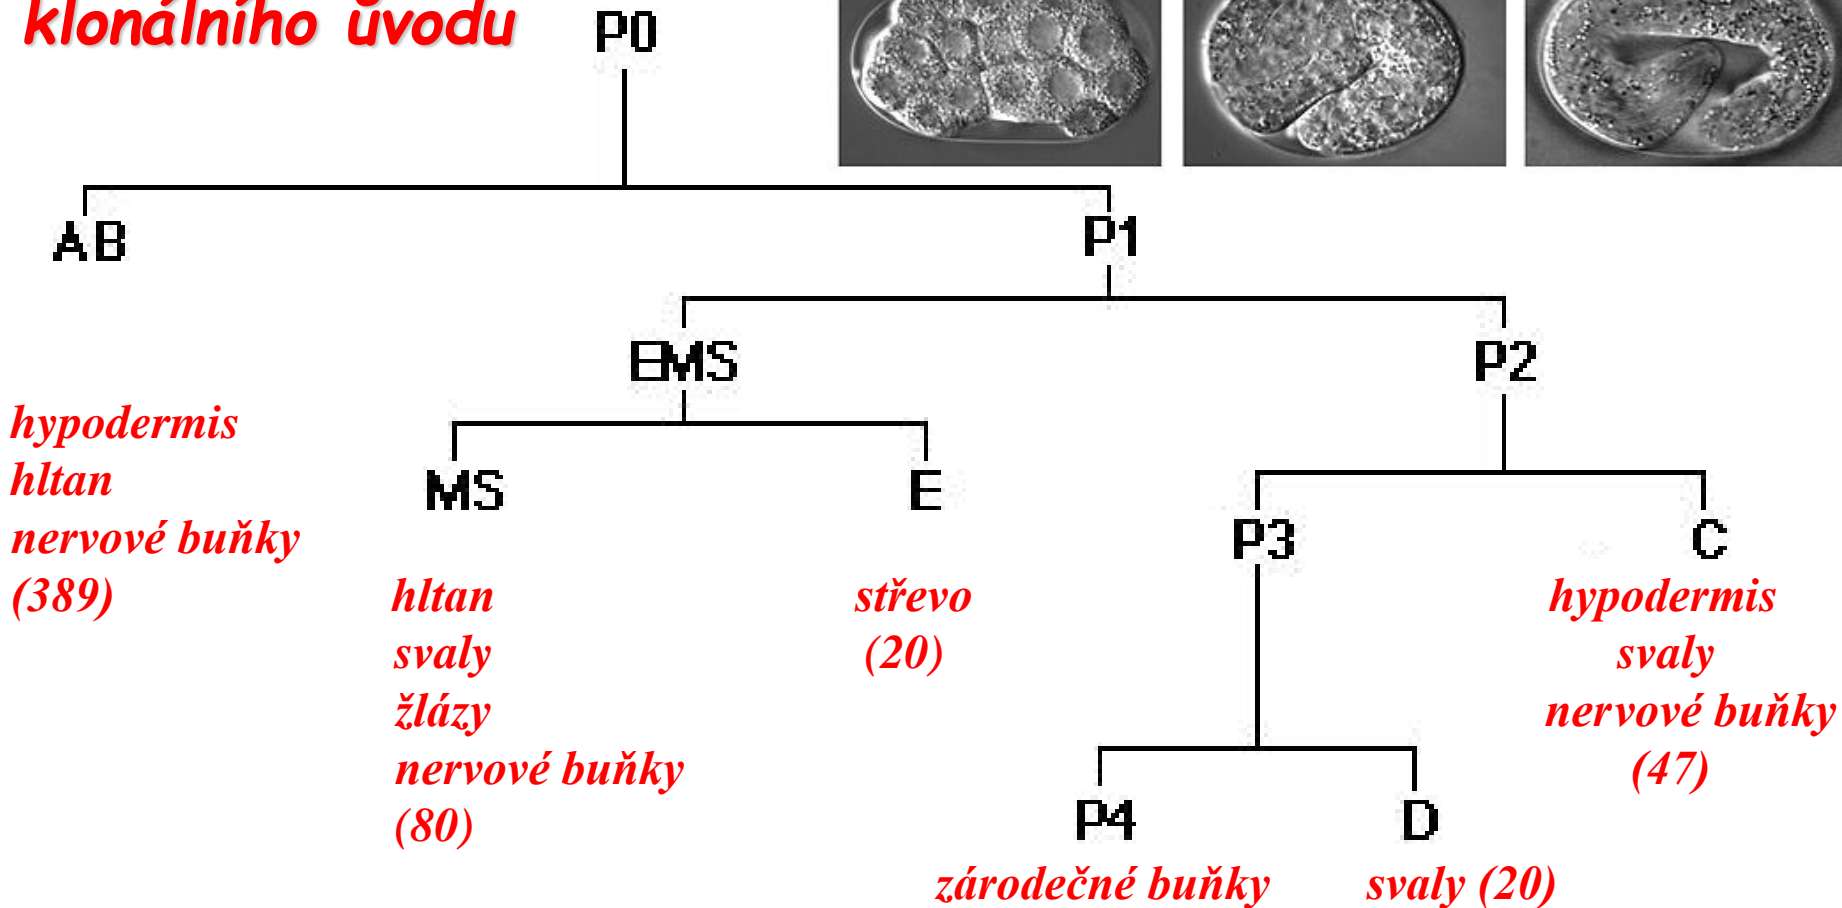 klonálního ůvodu
P0
AB
P1
EMS
P2
hypodermis
hltan
nervové buňky
(389)
MS
E
P3
C
hltan
svaly
žlázy
nervové buňky
(80)
střevo
(20)
hypodermis
svaly
nervové buňky
(47)
P4
D
zárodečné buňky
svaly (20)